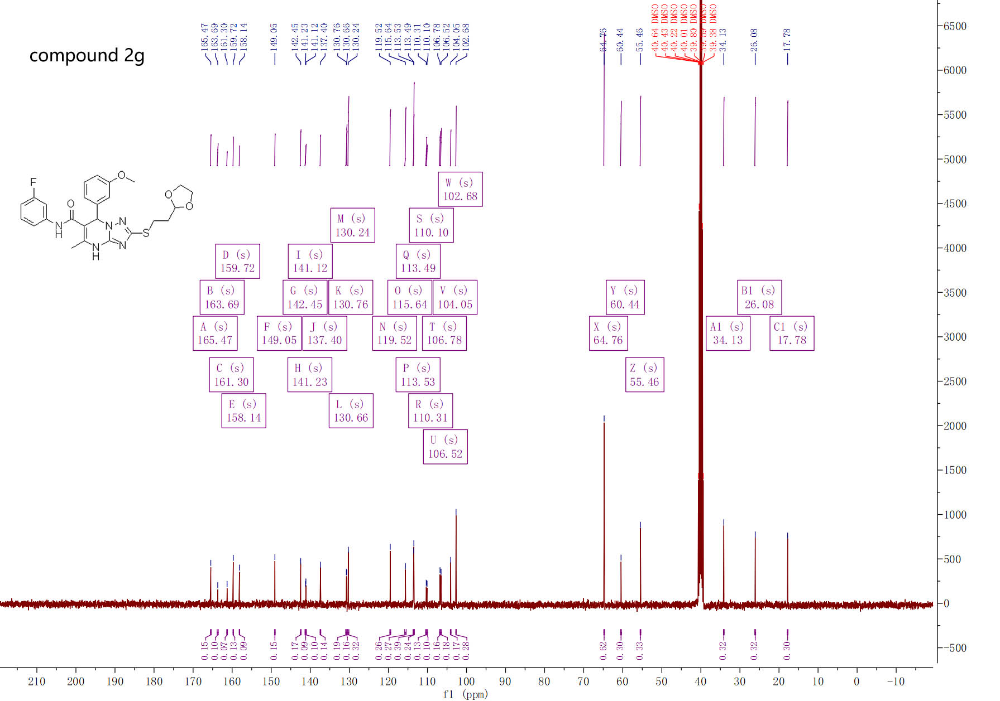 compound 2g
165.47
163.69
161.30
159.72
158.14
149.05
142.45
141.23
141.12
137.40
130.76
130.66
130.24
119.52
115.64
113.53
113.49
110.31
110.10
106.78
106.52
104.05
102.68
64.76
60.44
55.46
40.64 DMSO
40.43 DMSO
40.22 DMSO
40.01 DMSO
39.80 DMSO
39.59 DMSO
39.38 DMSO
34.13
26.08
17.78
F
O
O
N
H
N
N
N
N
H
S
O
O
W (s)
102.68
M (s)
130.24
S (s)
110.10
D (s)
159.72
I (s)
141.12
Q (s)
113.49
B (s)
163.69
G (s)
142.45
K (s)
130.76
O (s)
115.64
V (s)
104.05
Y (s)
60.44
B1 (s)
26.08
A (s)
165.47
F (s)
149.05
J (s)
137.40
N (s)
119.52
T (s)
106.78
X (s)
64.76
A1 (s)
34.13
C1 (s)
17.78
C (s)
161.30
H (s)
141.23
P (s)
113.53
Z (s)
55.46
E (s)
158.14
L (s)
130.66
R (s)
110.31
U (s)
106.52
6500
6000
5500
5000
4500
4000
3500
3000
2500
2000
1500
1000
500
0
-500
0.15
0.10
0.07
0.13
0.09
0.15
0.17
0.09
0.10
0.14
0.19
0.16
0.32
0.26
0.27
0.39
0.24
0.13
0.10
0.16
0.18
0.17
0.28
0.62
0.30
0.33
0.32
0.32
0.30
210 200 190 180 170 160 150 140 130 120 110 100 90 80 70 60 50 40 30 20 10 0 -10
f1 (ppm)